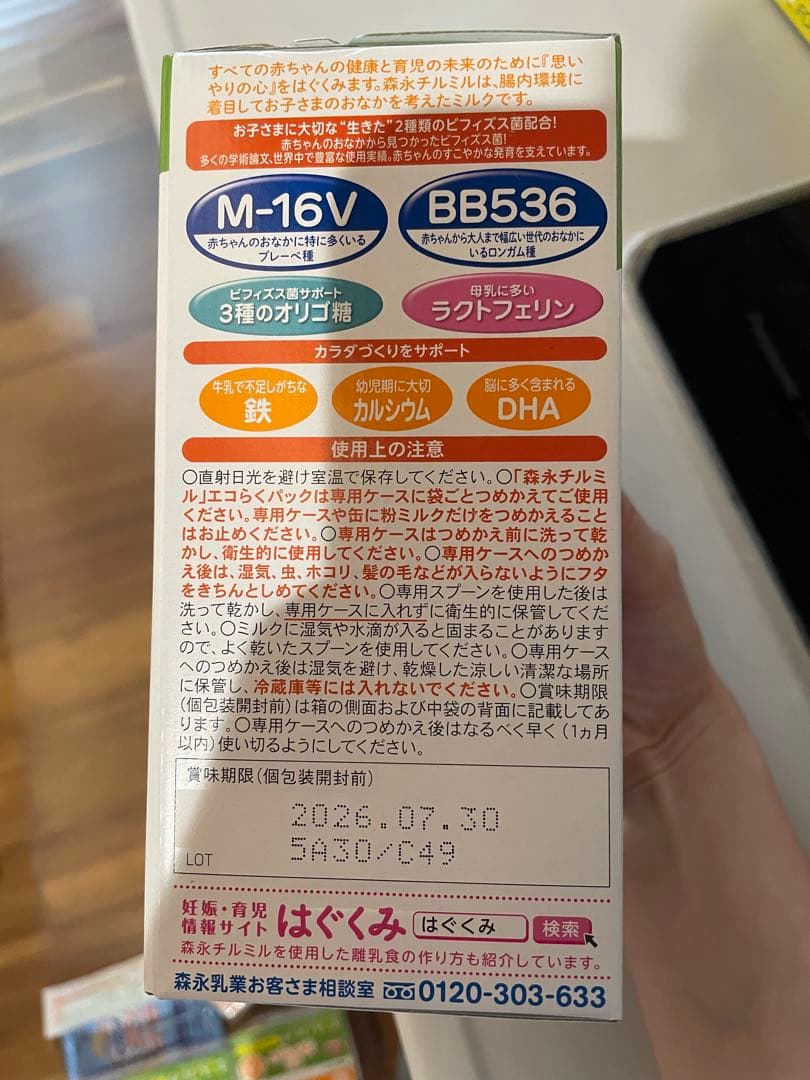 すべての赤ちゃんの健康と育児の未来のために『思い
やりの心』をはぐくみます。森永チルミルは、腸内環境に
着目してお子さまのおなかを考えたミルクです。
お子さまに大切な“生きた”2種類のビフィズス菌配合!
赤ちゃんのおなかから見つかったビフィズス菌!
多くの学術論文、世界中で豊富な使用実績。赤ちゃんのすこやかな発育を支えています。
M-16V
赤ちゃんのおなかに特に多くいる
ブレーベ種
BB536
赤ちゃんから大人まで幅広い世代のおなかに
いるロンガム種
ビフィズス菌サポート
3種のオリゴ糖
母乳に多い
ラクトフェリン
カラダづくりをサポート
牛乳で不足しがちな
鉄
幼児期に大切
カルシウム
脳に多く含まれる
DHA
使用上の注意
○直射日光を避け室温で保存してください。○「森永チルミ
ル」エコらくパックは専用ケースに袋ごとつめかえてご使用
ください。専用ケースや缶に粉ミルクだけをつめかえること
はお止めください。○専用ケースはつめかえ前に洗って乾
かし、衛生的に使用してください。○専用ケースへのつめか
え後は、湿気、虫、ホコリ、髪の毛などが入らないようにフタ
をきちんとしめてください。○専用スプーンを使用した後は
洗って乾かし、専用ケースに入れずに衛生的に保管してくだ
さい。○ミルクに湿気や水滴が入ると固まることがあります
ので、よく乾いたスプーンを使用してください。○専用ケース
へのつめかえ後は湿気を避け、乾燥した涼しい清潔な場所
に保管し、冷蔵庫等には入れないでください。○賞味期限
(個包装開封前)は箱の側面および中袋の背面に記載してあ
ります。○専用ケースへのつめかえ後はなるべく早く(1ヵ月
以内)使い切るようにしてください。
賞味期限(個包装開封前)
2026.07.30
5A30/C49
LOT
妊娠・育児
情報サイト はぐくみ はぐくみ 検索
森永チルミルを使用した離乳食の作り方も紹介しています。
森永乳業お客さま相談室 0120-303-633